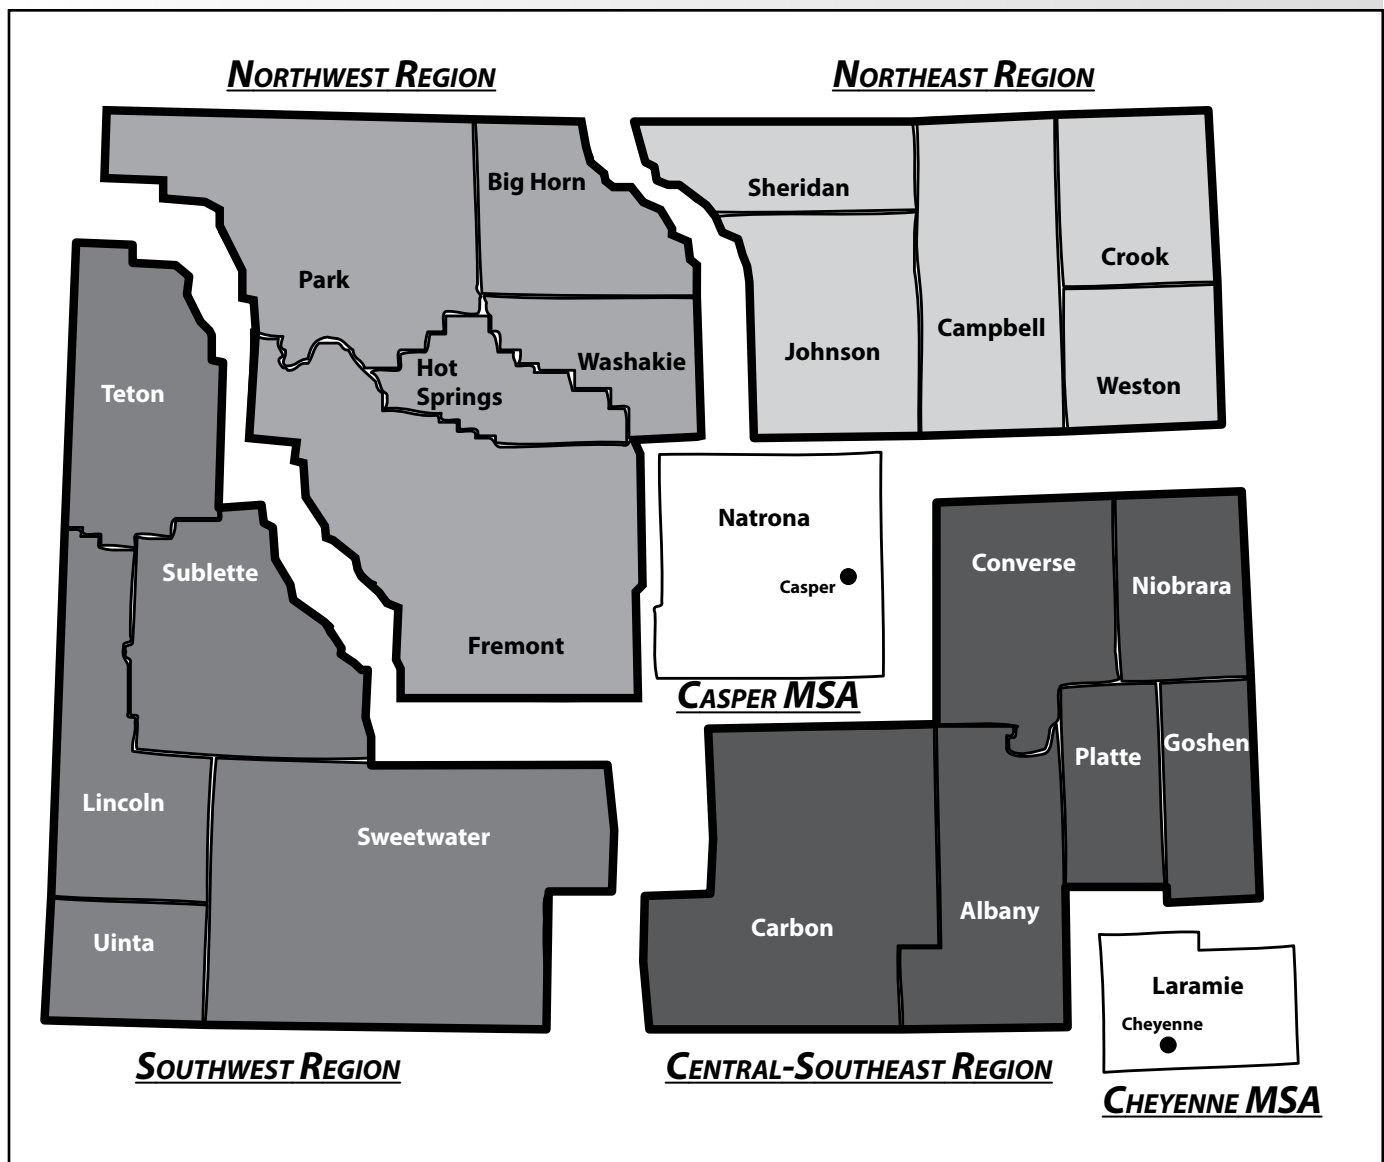 NORTHWEST REGION
NORTHEAST REGION
Big Horn
Sheridan
Park
Crook
Johnson
Campbell
Washakie
Hot
Springs
Weston
Teton
Natrona
Casper
Sublette
Converse
Niobrara
Fremont
CASPER MSA
Goshen
Platte
Lincoln
Sweetwater
Carbon
Albany
Uinta
Laramie
Cheyenne
SOUTHWEST REGION
CENTRAL-SOUTHEAST REGION
CHEYENNE MSA